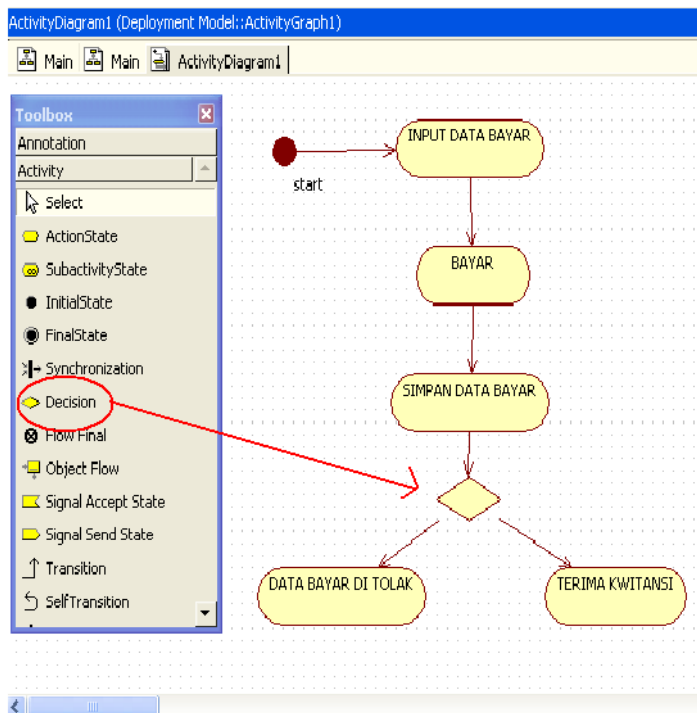 ActivityDiagram1 (Deployment Model::ActivityGraph1)
Main Main ActivityDiagram1
Toolbox
Annotation
Activity
Select
ActionState
SubactivityState
InitialState
FinalState
Synchronization
Decision
Flow Final
Object Flow
Signal Accept State
Signal Send State
Transition
SelfTransition
start
INPUT DATA BAYAR
BAYAR
SIMPAN DATA BAYAR
DATA BAYAR DI TOLAK
TERIMA KWITANSI